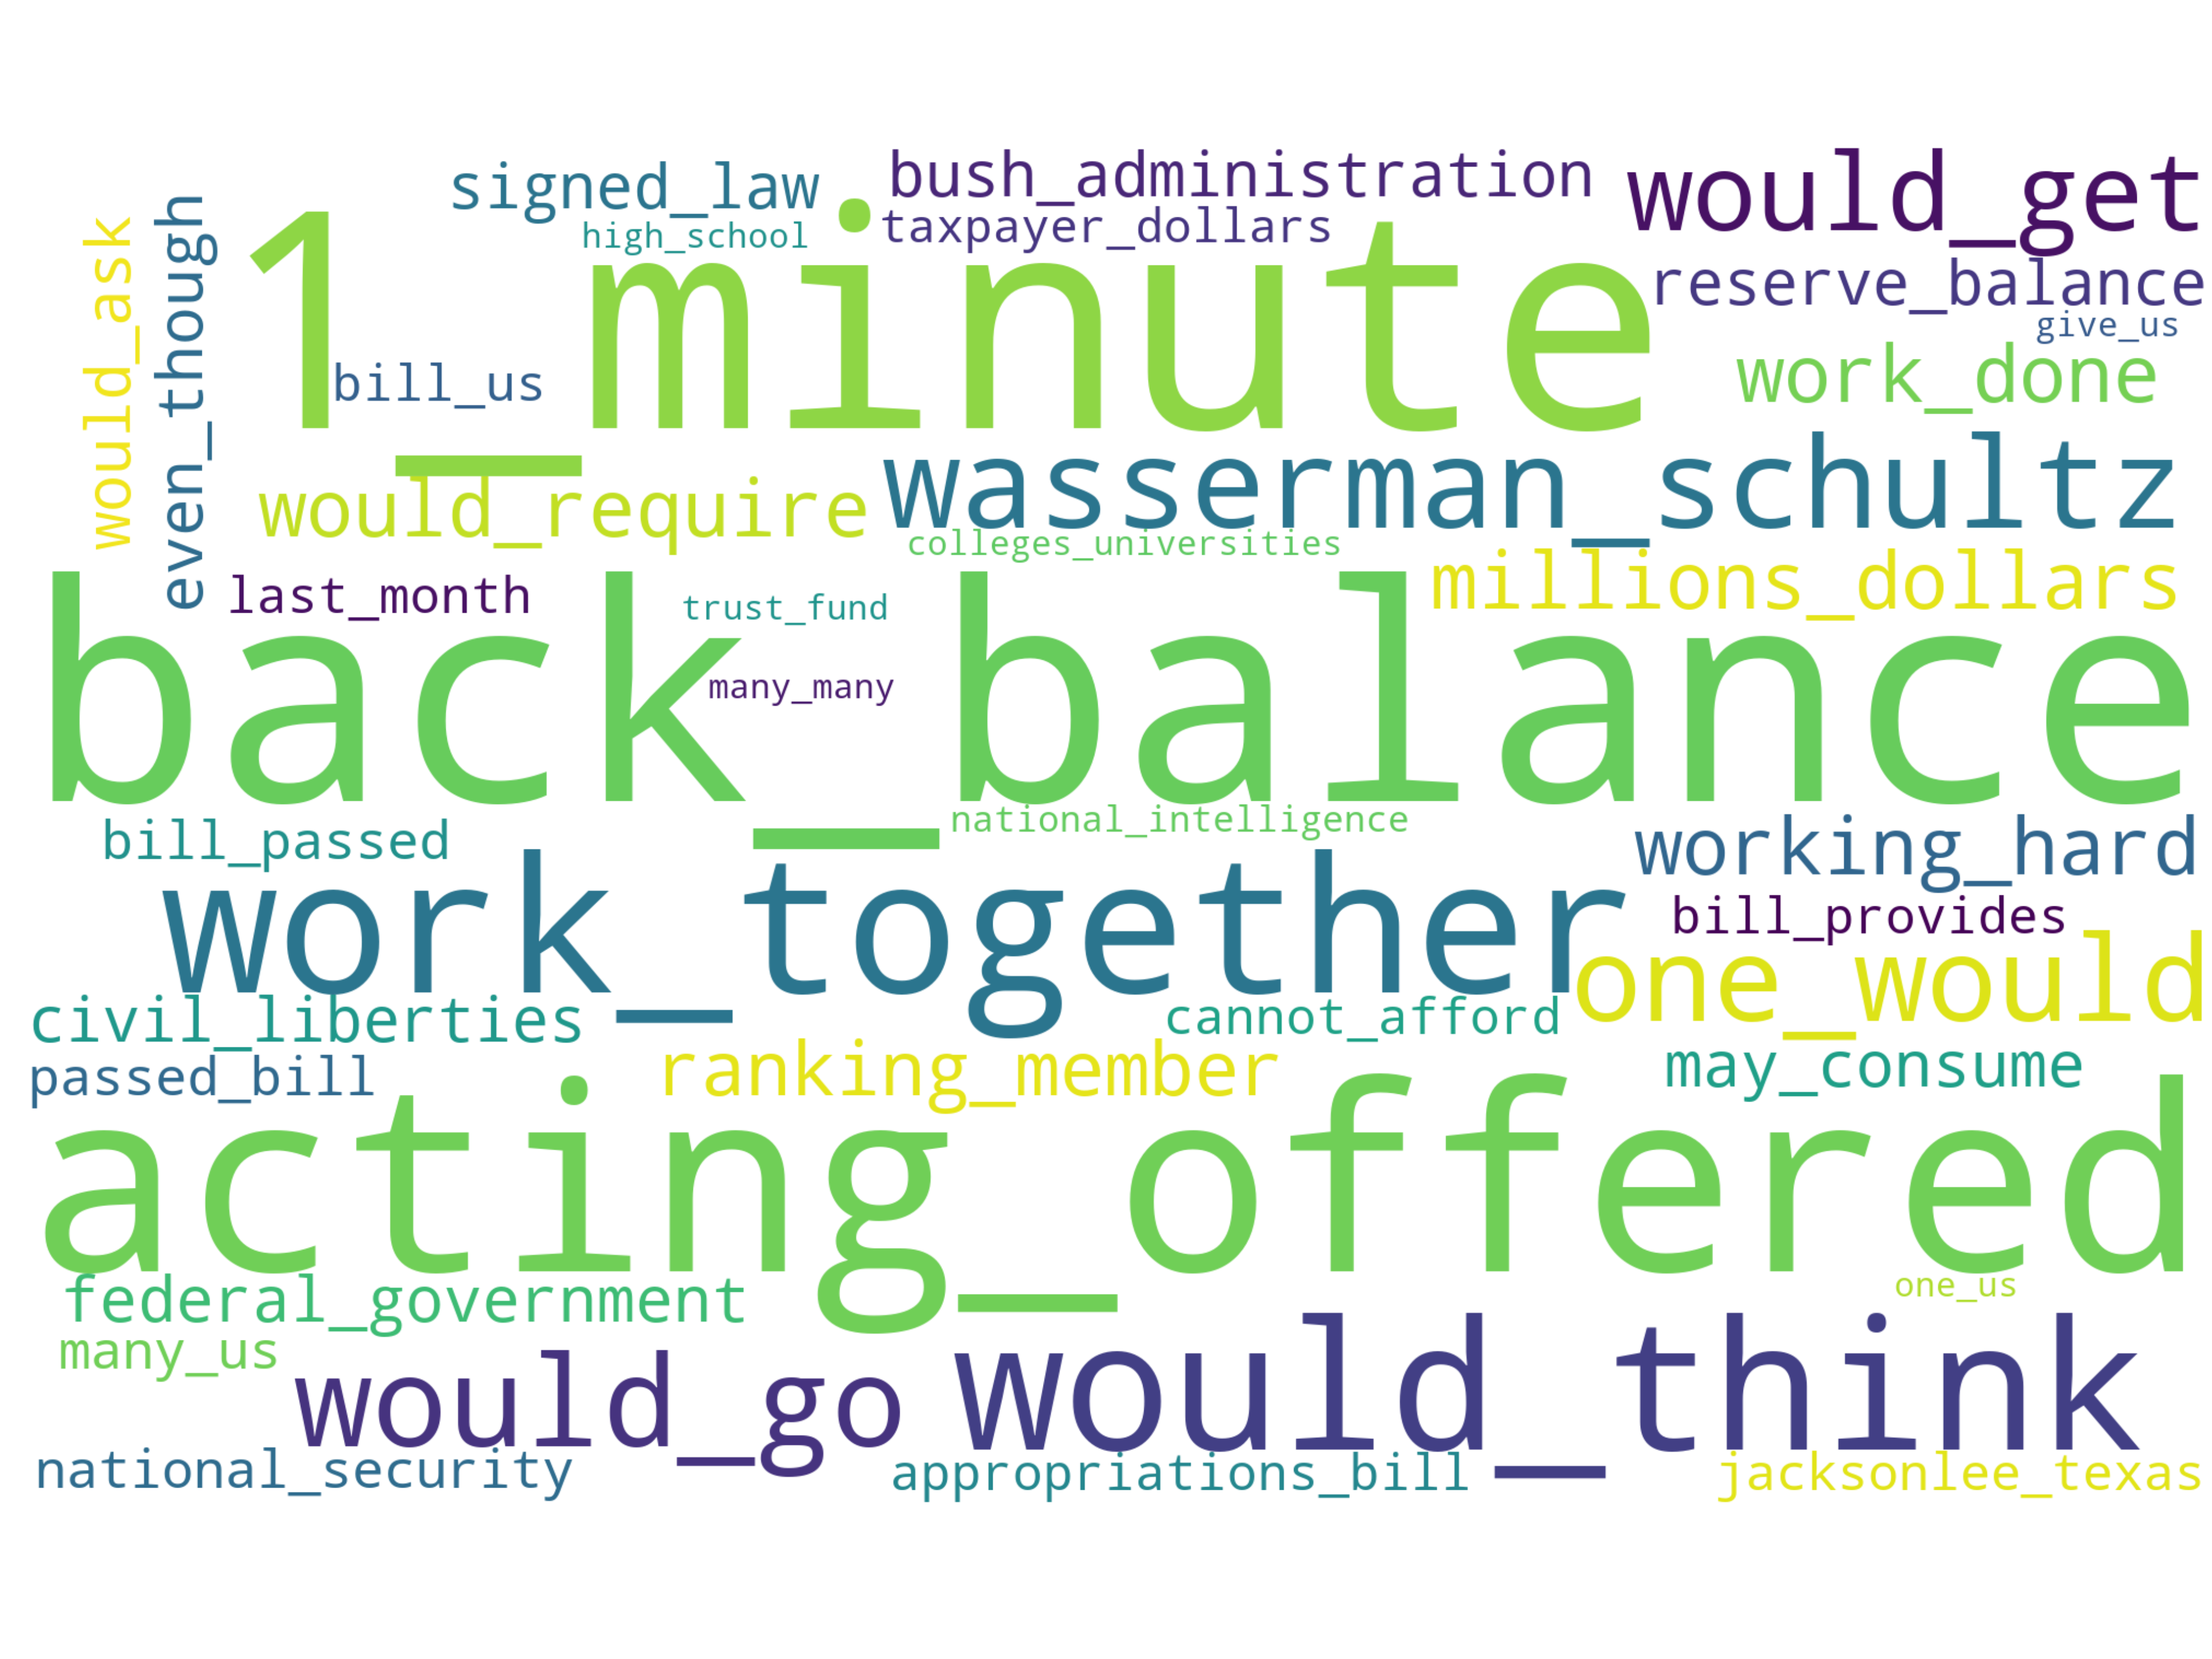 signed_law
bush_administration
would_get
high_school
taxpayer_dollars
would_ask
even_though
1_minute
reserve_balance
give_us
bill_us
work_done
would_require
wasserman_schultz
colleges_universities
last_month
trust_fund
millions_dollars
many_many
back_balance
bill_passed
national_intelligence
working_hard
work_together
bill_provides
one_would
civil_liberties
cannot_afford
passed_bill
ranking_member
may_consume
acting_offered
federal_government
one_us
many_us
would_go
would_think
national_security
appropriations_bill
jacksonlee_texas